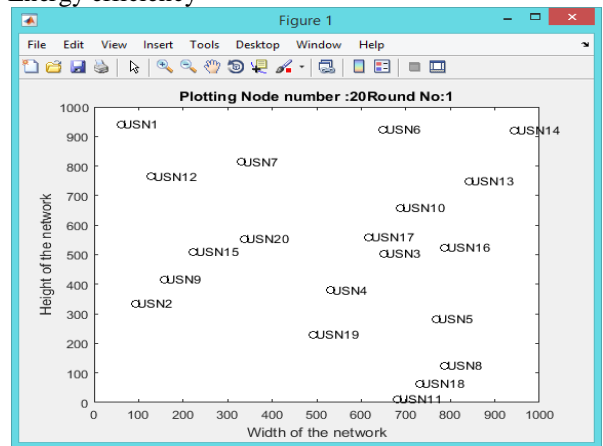 Energy efficiency
Figure 1
File Edit View Insert Tools Desktop Window Help
Plotting Node number :20Round No:1
Height of the network
1000
900
800
700
600
500
400
300
200
100
0
USN1
USN6
USN14
USN7
USN12
USN13
USN10
USN20
USN17
USN15
USN3
USN16
USN9
USN4
USN2
USN5
USN19
USN8
USN18
USN11
0 100 200 300 400 500 600 700 800 900 1000
Width of the network